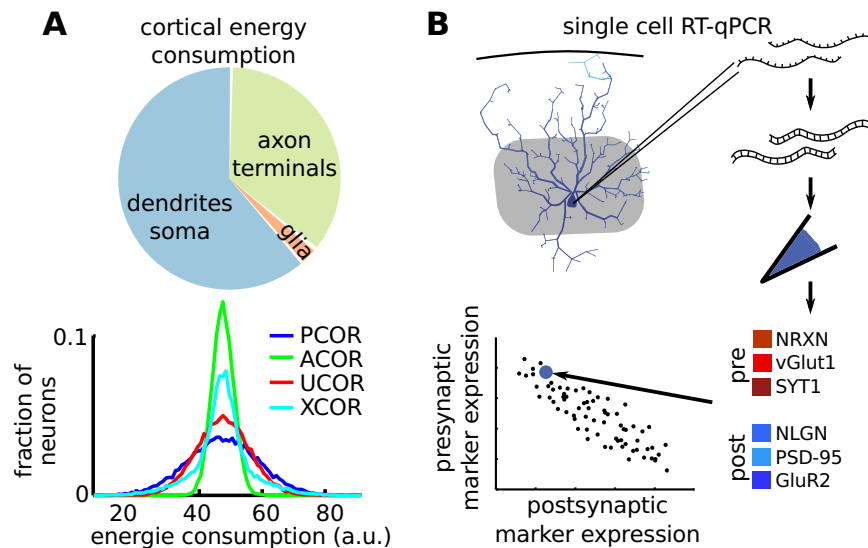 A
cortical energy
consumption
axon
terminals
dendrites
soma
glia
0.1
0
fraction of
neurons
PCOR
ACOR
UCOR
XCOR
20
40
60
80
energie consumption (a.u.)
B
single cell RT-qPCR
presynaptic
marker expression
postsynaptic
marker expression
pre
NRXN
vGlut1
SYT1
post
NLGN
PSD-95
GluR2